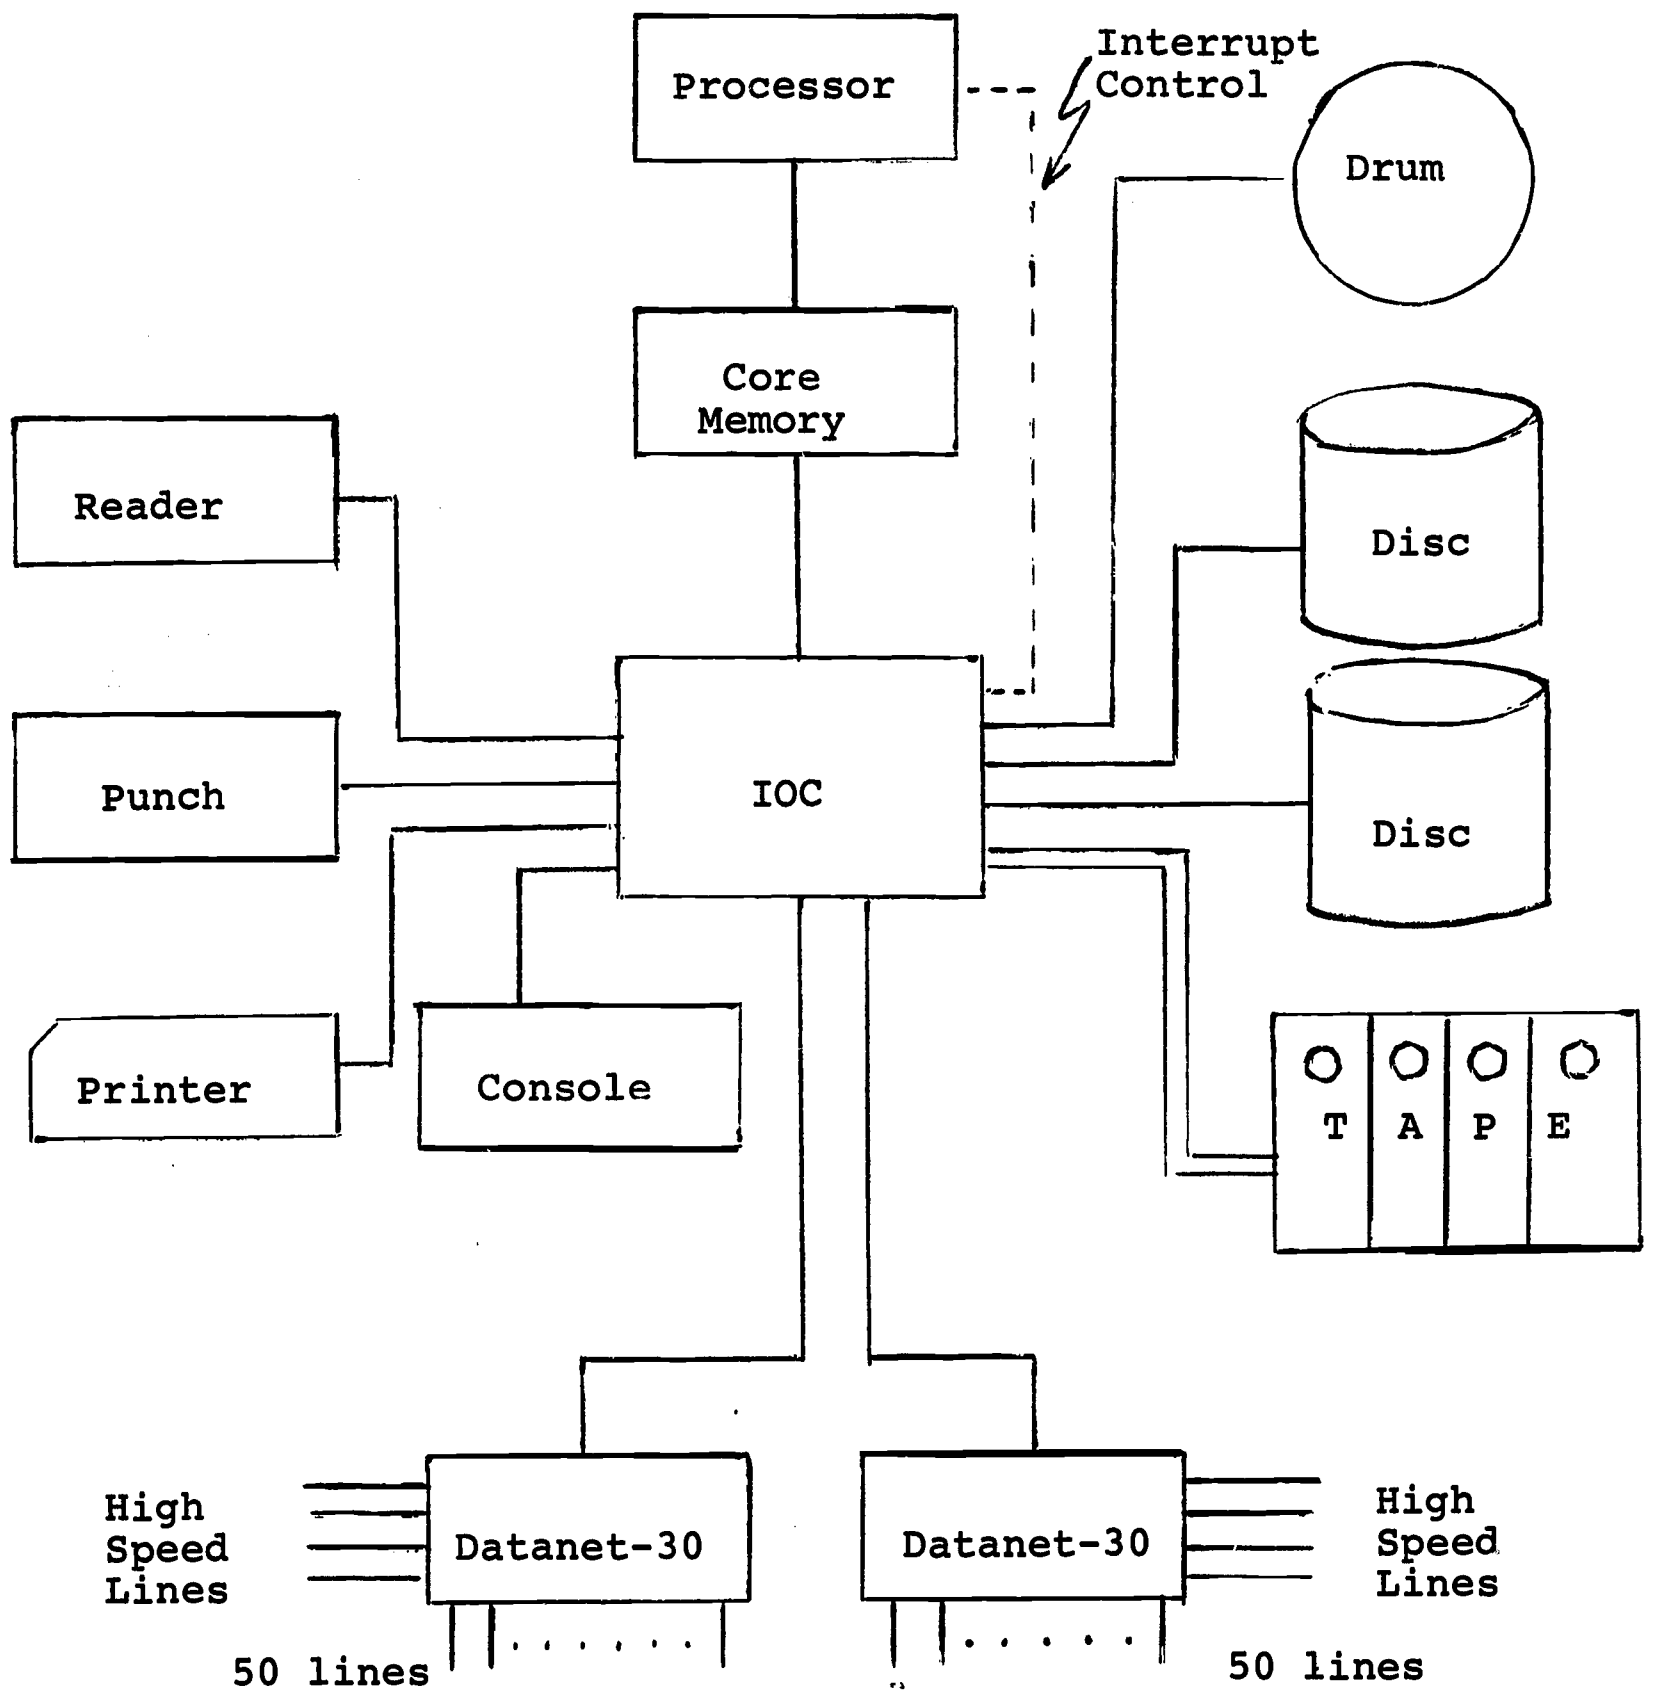 Processor
Interrupt
Control
Drum
Core
Memory
Reader
Disc
Punch
IOC
Disc
Printer
Console
T A P E
High
Speed
Lines
Datanet-30
50 lines
Datanet-30
High
Speed
Lines
50 lines